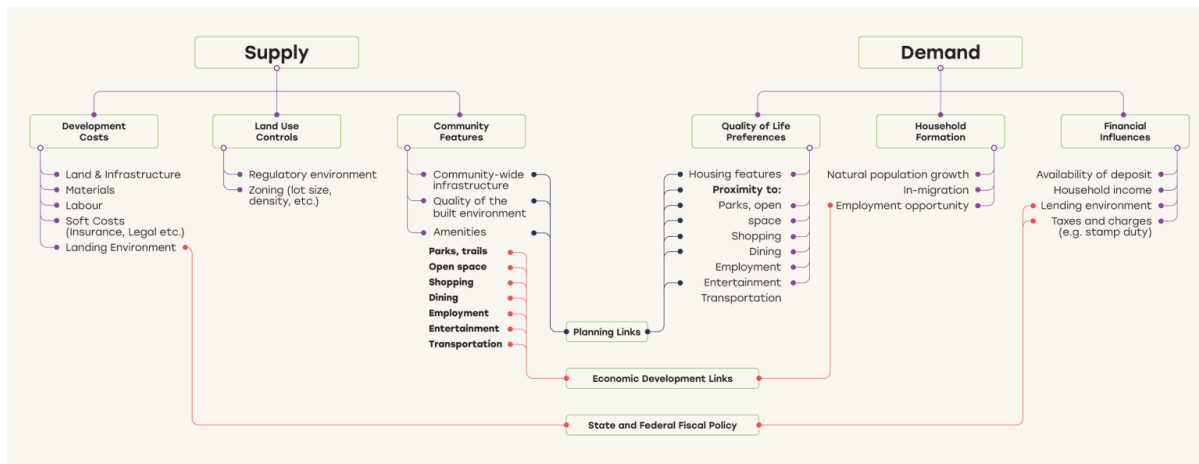 Supply
Demand
Development
Costs
Land Use
Controls
Community
Features
Quality of Life
Preferences
Household
Formation
Financial
Influences
Land & Infrastructure
Materials
Labour
Soft Costs
(Insurance, Legal etc.)
Landing Environment
Regulatory environment
Zoning (lot size,
density, etc.)
Community-wide
infrastructure
Quality of the
built environment
Amenities
Parks, trails
Open space
Shopping
Dining
Employment
Entertainment
Transportation
Housing features
Proximity to:
Parks, open
space
Shopping
Dining
Employment
Entertainment
Transportation
Natural population growth
In-migration
Employment opportunity
Availability of deposit
Household income
Lending environment
Taxes and charges
(e.g. stamp duty)
Planning Links
Economic Development Links
State and Federal Fiscal Policy